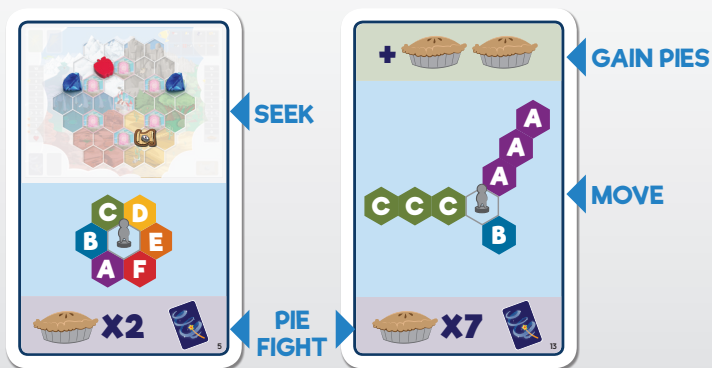 +
GAIN PIES
SEEK
A
A
A
MOVE
C C C
B
C D
B E
A F
X2
5
PIE
FIGHT
X7
13